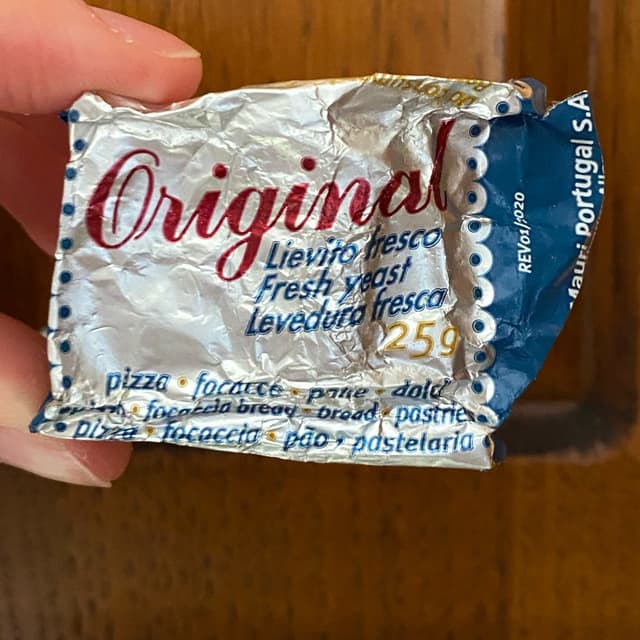 Original
Lievito fresco
Fresh yeast
Levedura fresca
25g
pizza • focacce • pane • dolci
focaccia bread • bread • pastrie
pizza • focaccia • pão • pastelaria
REV01/2020
Mauri Portugal S.A